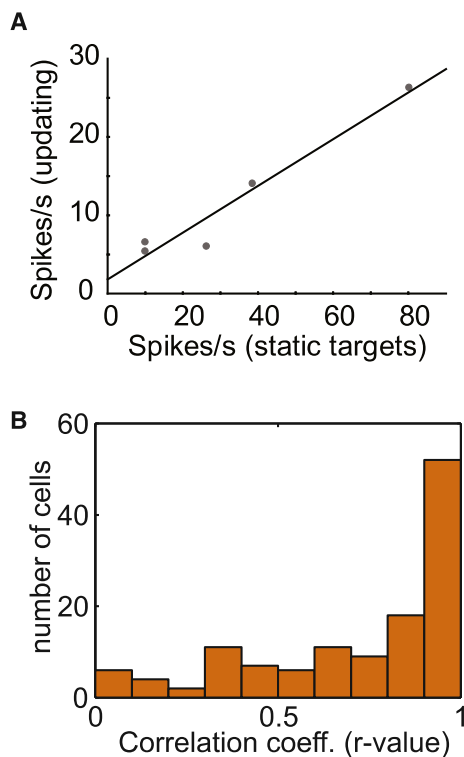 A
Spikes/s (updating)
30
20
10
0
0 20 40 60 80
Spikes/s (static targets)
B
number of cells
60
40
20
0
0 0.5 1
Correlation coeff. (r-value)